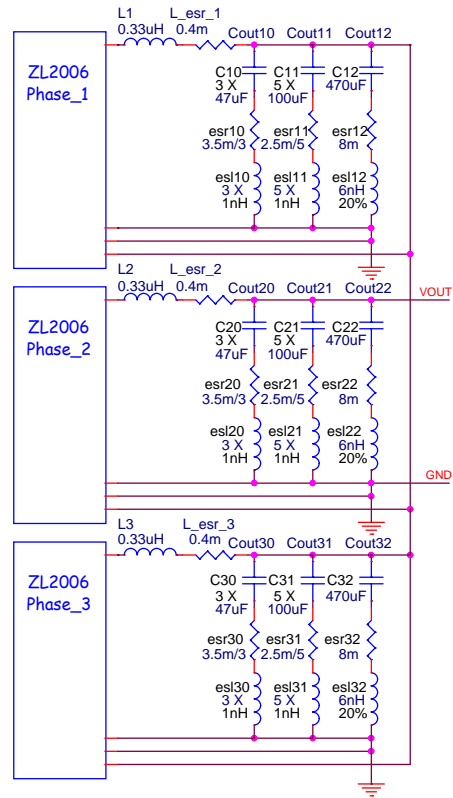 L1
0.33uH
L_esr_1
0.4m
Cout10
Cout11
Cout12
ZL2006
Phase_1
C10
3 X
47uF
C11
5 X
100uF
C12
470uF
esr10
3.5m/3
esr11
2.5m/5
esr12
8m
esl10
3 X
1nH
esl11
5 X
1nH
esl12
6nH
20%
L2
0.33uH
L_esr_2
0.4m
Cout20
Cout21
Cout22
VOUT
ZL2006
Phase_2
C20
3 X
47uF
C21
5 X
100uF
C22
470uF
esr20
3.5m/3
esr21
2.5m/5
esr22
8m
esl20
3 X
1nH
esl21
5 X
1nH
esl22
6nH
20%
GND
L3
0.33uH
L_esr_3
0.4m
Cout30
Cout31
Cout32
ZL2006
Phase_3
C30
3 X
47uF
C31
5 X
100uF
C32
470uF
esr30
3.5m/3
esr31
2.5m/5
esr32
8m
esl30
3 X
1nH
esl31
5 X
1nH
esl32
6nH
20%